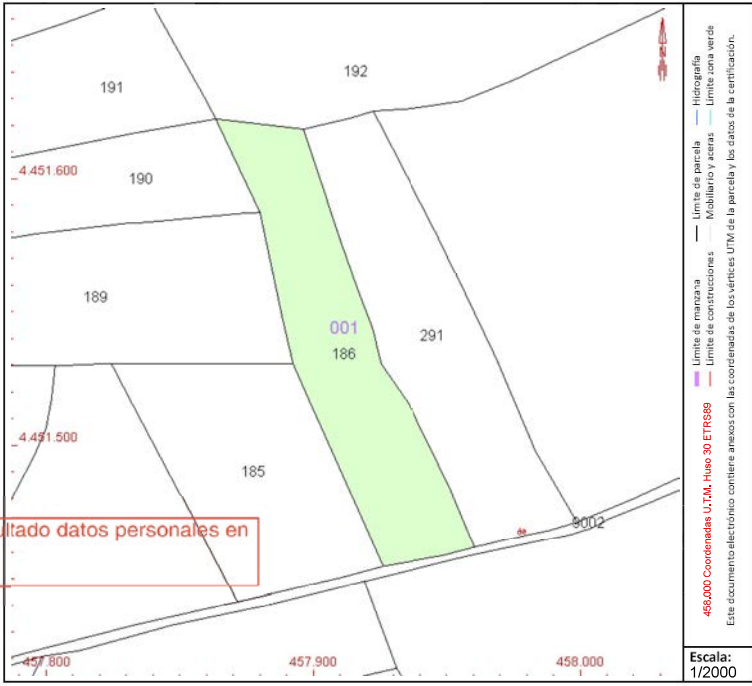 192
191
4.451.600
190
189
001
186
291
4.451.500
185
ultado datos personales en
9002
457.800
457.900
458.000
Límite de manzana
Límite de parcela
Hidrografía
Límite de construcciones
Mobiliario y aceras
Límite zona verde
458.000 Coordenadas U.T.M. Huso 30 ETRS89
Este documento electrónico contiene anexos con las coordenadas de los vértices UTM de la parcela y los datos de la certificación.
Escala:
1/2000